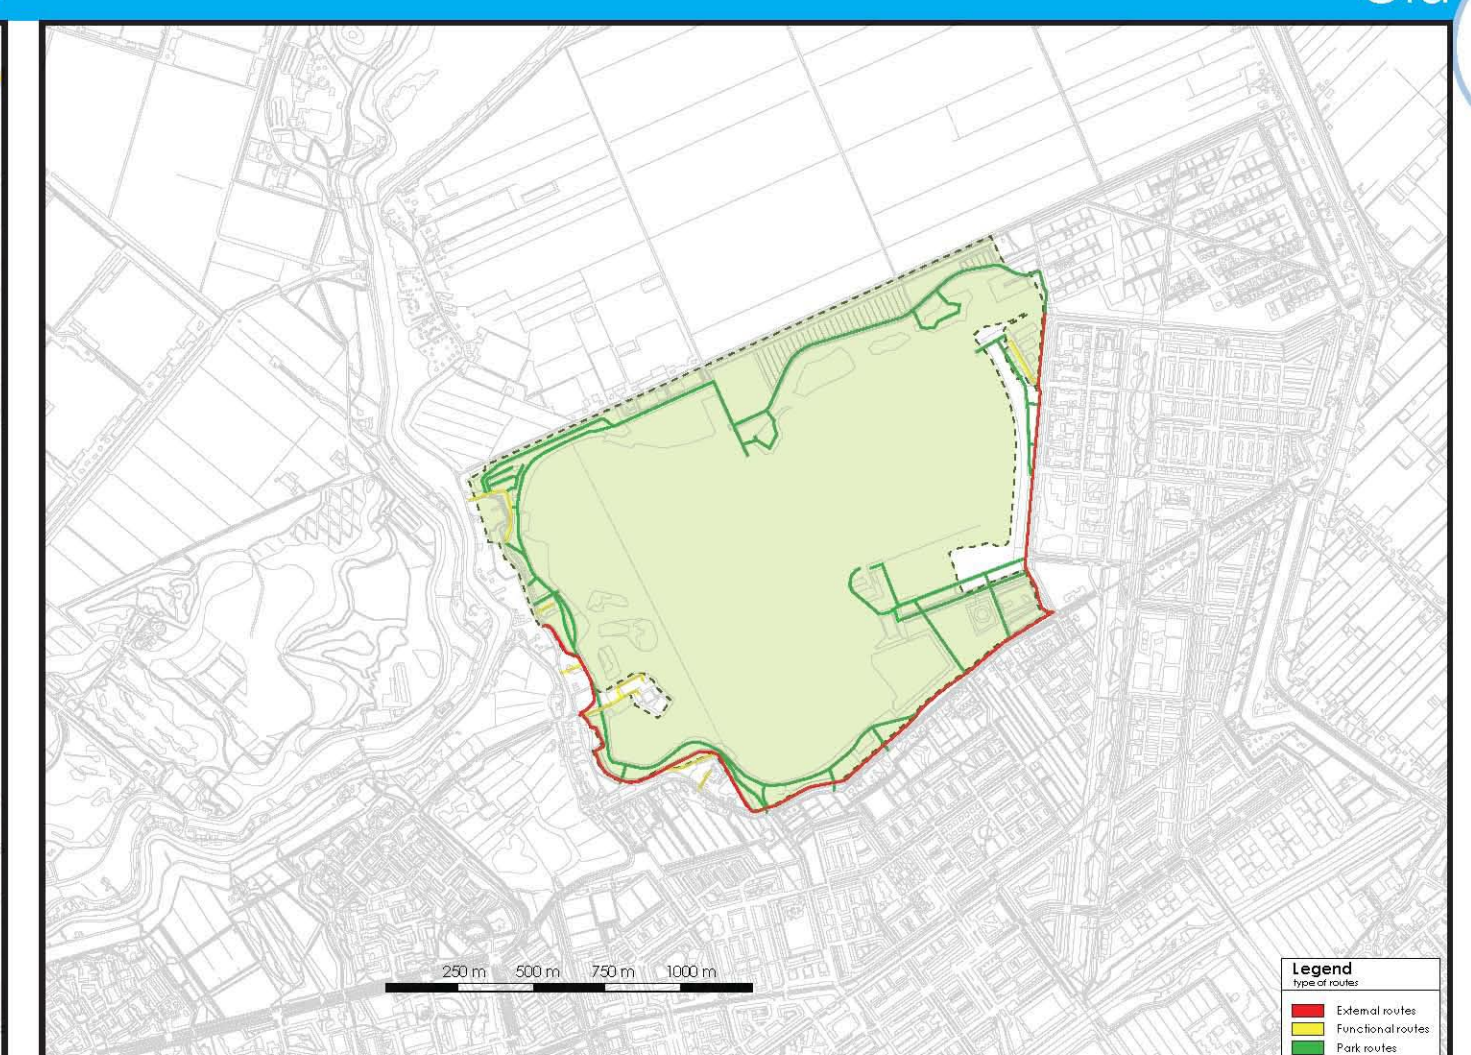 250 m 500 m 750 m 1000 m
Legend
type of routes
External routes
Functional routes
Park routes